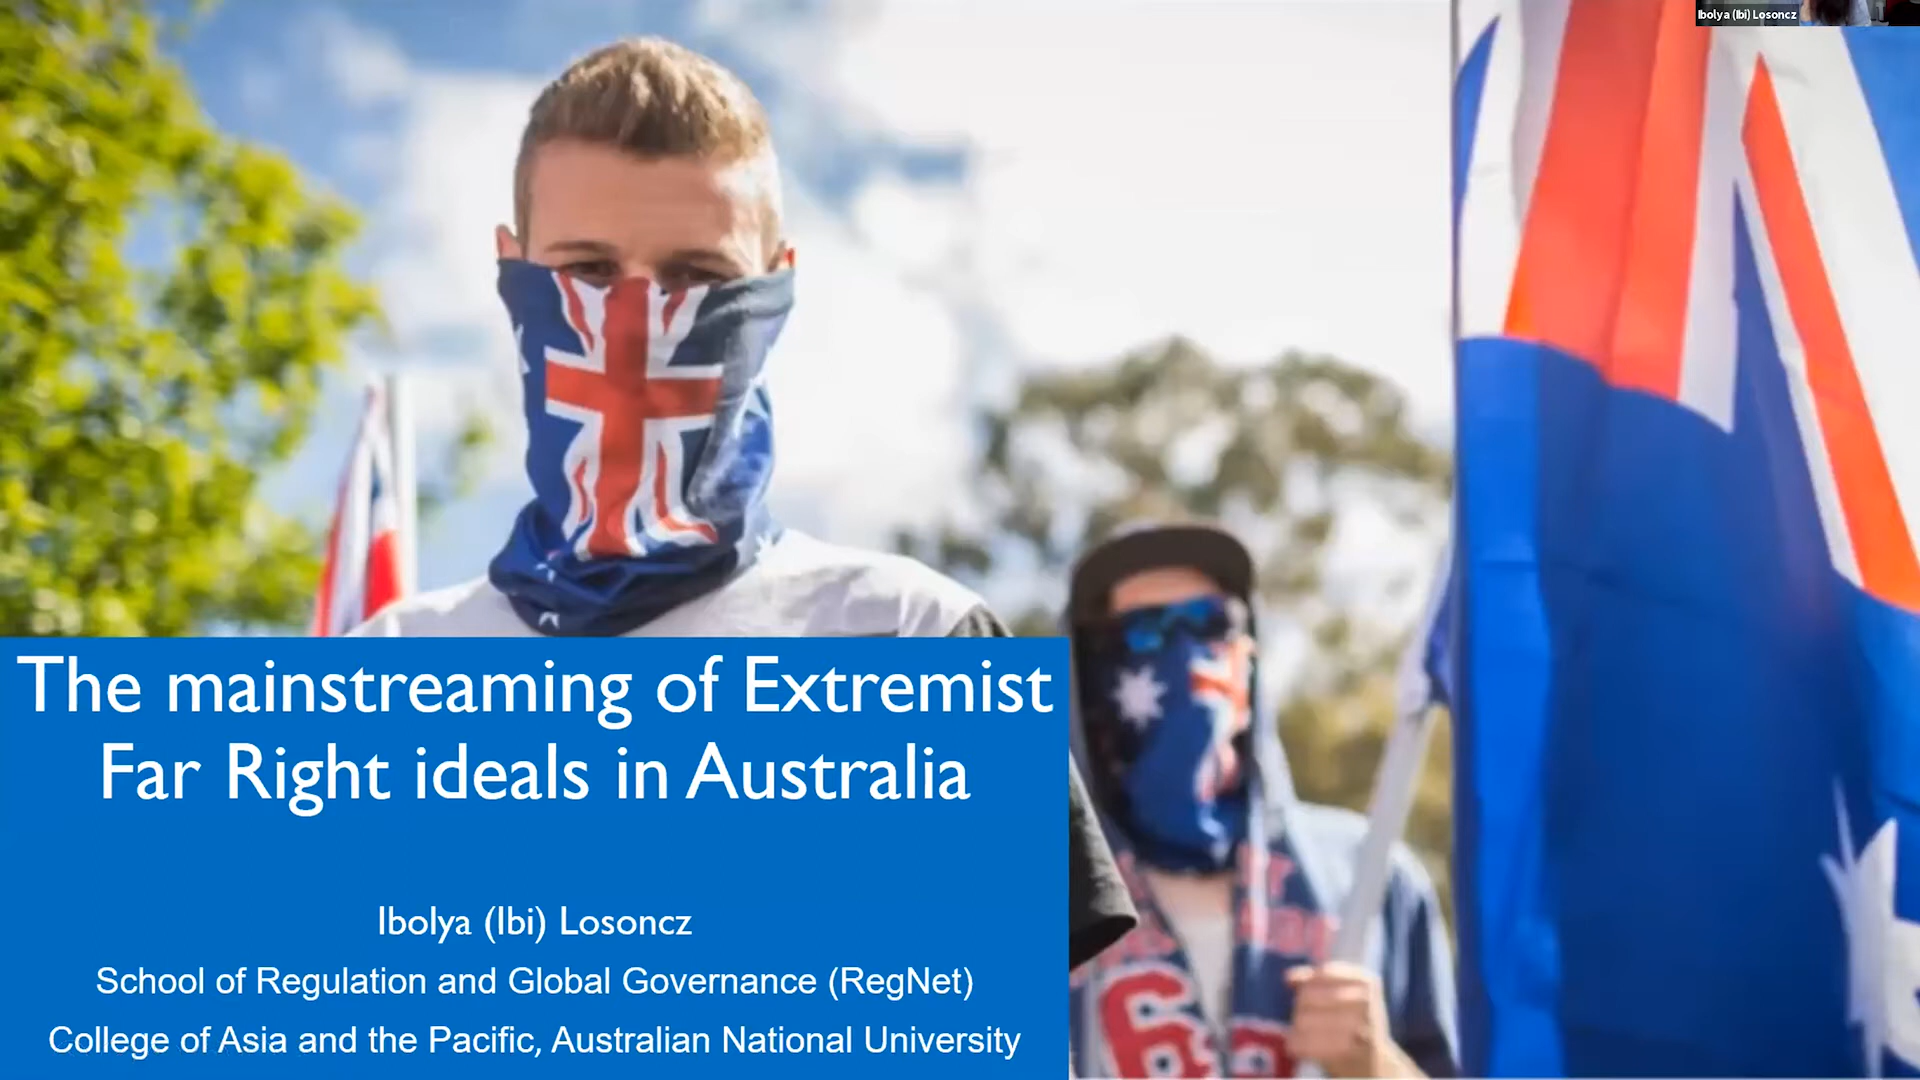 Ibolya (Ibi) Losoncz
The mainstreaming of Extremist
Far Right ideals in Australia
Ibolya (Ibi) Losoncz
School of Regulation and Global Governance (RegNet)
College of Asia and the Pacific, Australian National University